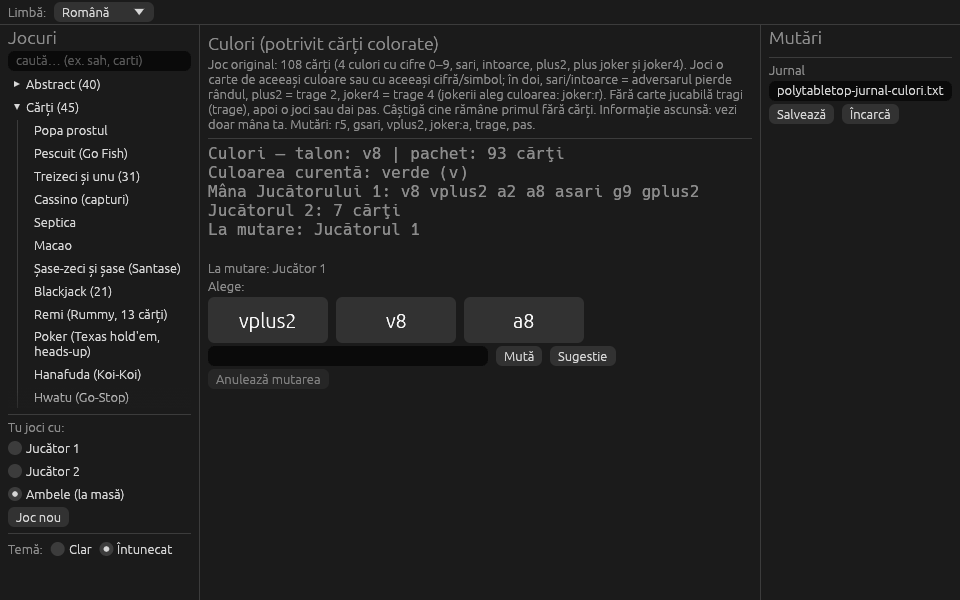 Limbă: Română
Jocuri
caută... (ex. sah, carti)
Abstract (40)
Cărți (45)
Popa prostul
Pescuit (Go Fish)
Treizeci și unu (31)
Cassino (capturi)
Septica
Macao
Șase-zeci și șase (Santase)
Blackjack (21)
Remi (Rummy, 13 cărți)
Poker (Texas hold'em,
heads-up)
Hanafuda (Koi-Koi)
Hwatu (Go-Stop)
Tu joci cu:
Jucător 1
Jucător 2
Ambele (la masă)
Joc nou
Temă: Clar Întunecat
Culori (potrivit cărți colorate)
Joc original: 108 cărți (4 culori cu cifre 0–9, sari, intoarce, plus2, plus joker și joker4). Joci o
carte de aceeași culoare sau cu aceeași cifră/simbol; în doi, sari/intoarce = adversarul pierde
rândul, plus2 = trage 2, joker4 = trage 4 (jokerii aleg culoarea: joker:r). Fără carte jucabilă tragi
(trage), apoi o joci sau dai pas. Câștigă cine rămâne primul fără cărți. Informație ascunsă: vezi
doar mâna ta. Mutări: r5, gsari, vplus2, joker:a, trage, pas.
Culori — talon: v8 | pachet: 93 cărți
Culoarea curentă: verde (v)
Mâna Jucătorului 1: v8 vplus2 a2 a8 asari g9 gplus2
Jucătorul 2: 7 cărți
La mutare: Jucătorul 1
La mutare: Jucător 1
Alege:
vplus2 v8 a8
Mută Sugestie
Anulează mutarea
Mutări
Jurnal
polytabletop-jurnal-culori.txt
Salvează Încarcă